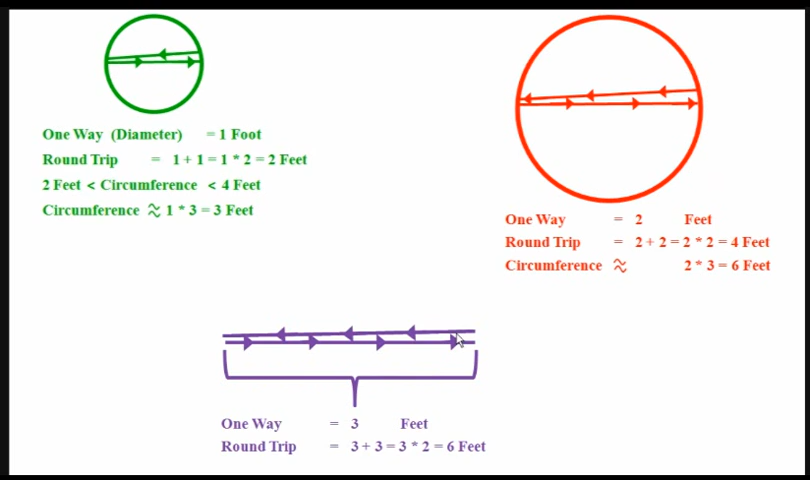 One Way (Diameter) = 1 Foot
Round Trip = 1 + 1 = 1 * 2 = 2 Feet
2 Feet < Circumference < 4 Feet
Circumference ≈ 1 * 3 = 3 Feet
One Way = 2 Feet
Round Trip = 2 + 2 = 2 * 2 = 4 Feet
Circumference ≈ 2 * 3 = 6 Feet
One Way = 3 Feet
Round Trip = 3 + 3 = 3 * 2 = 6 Feet